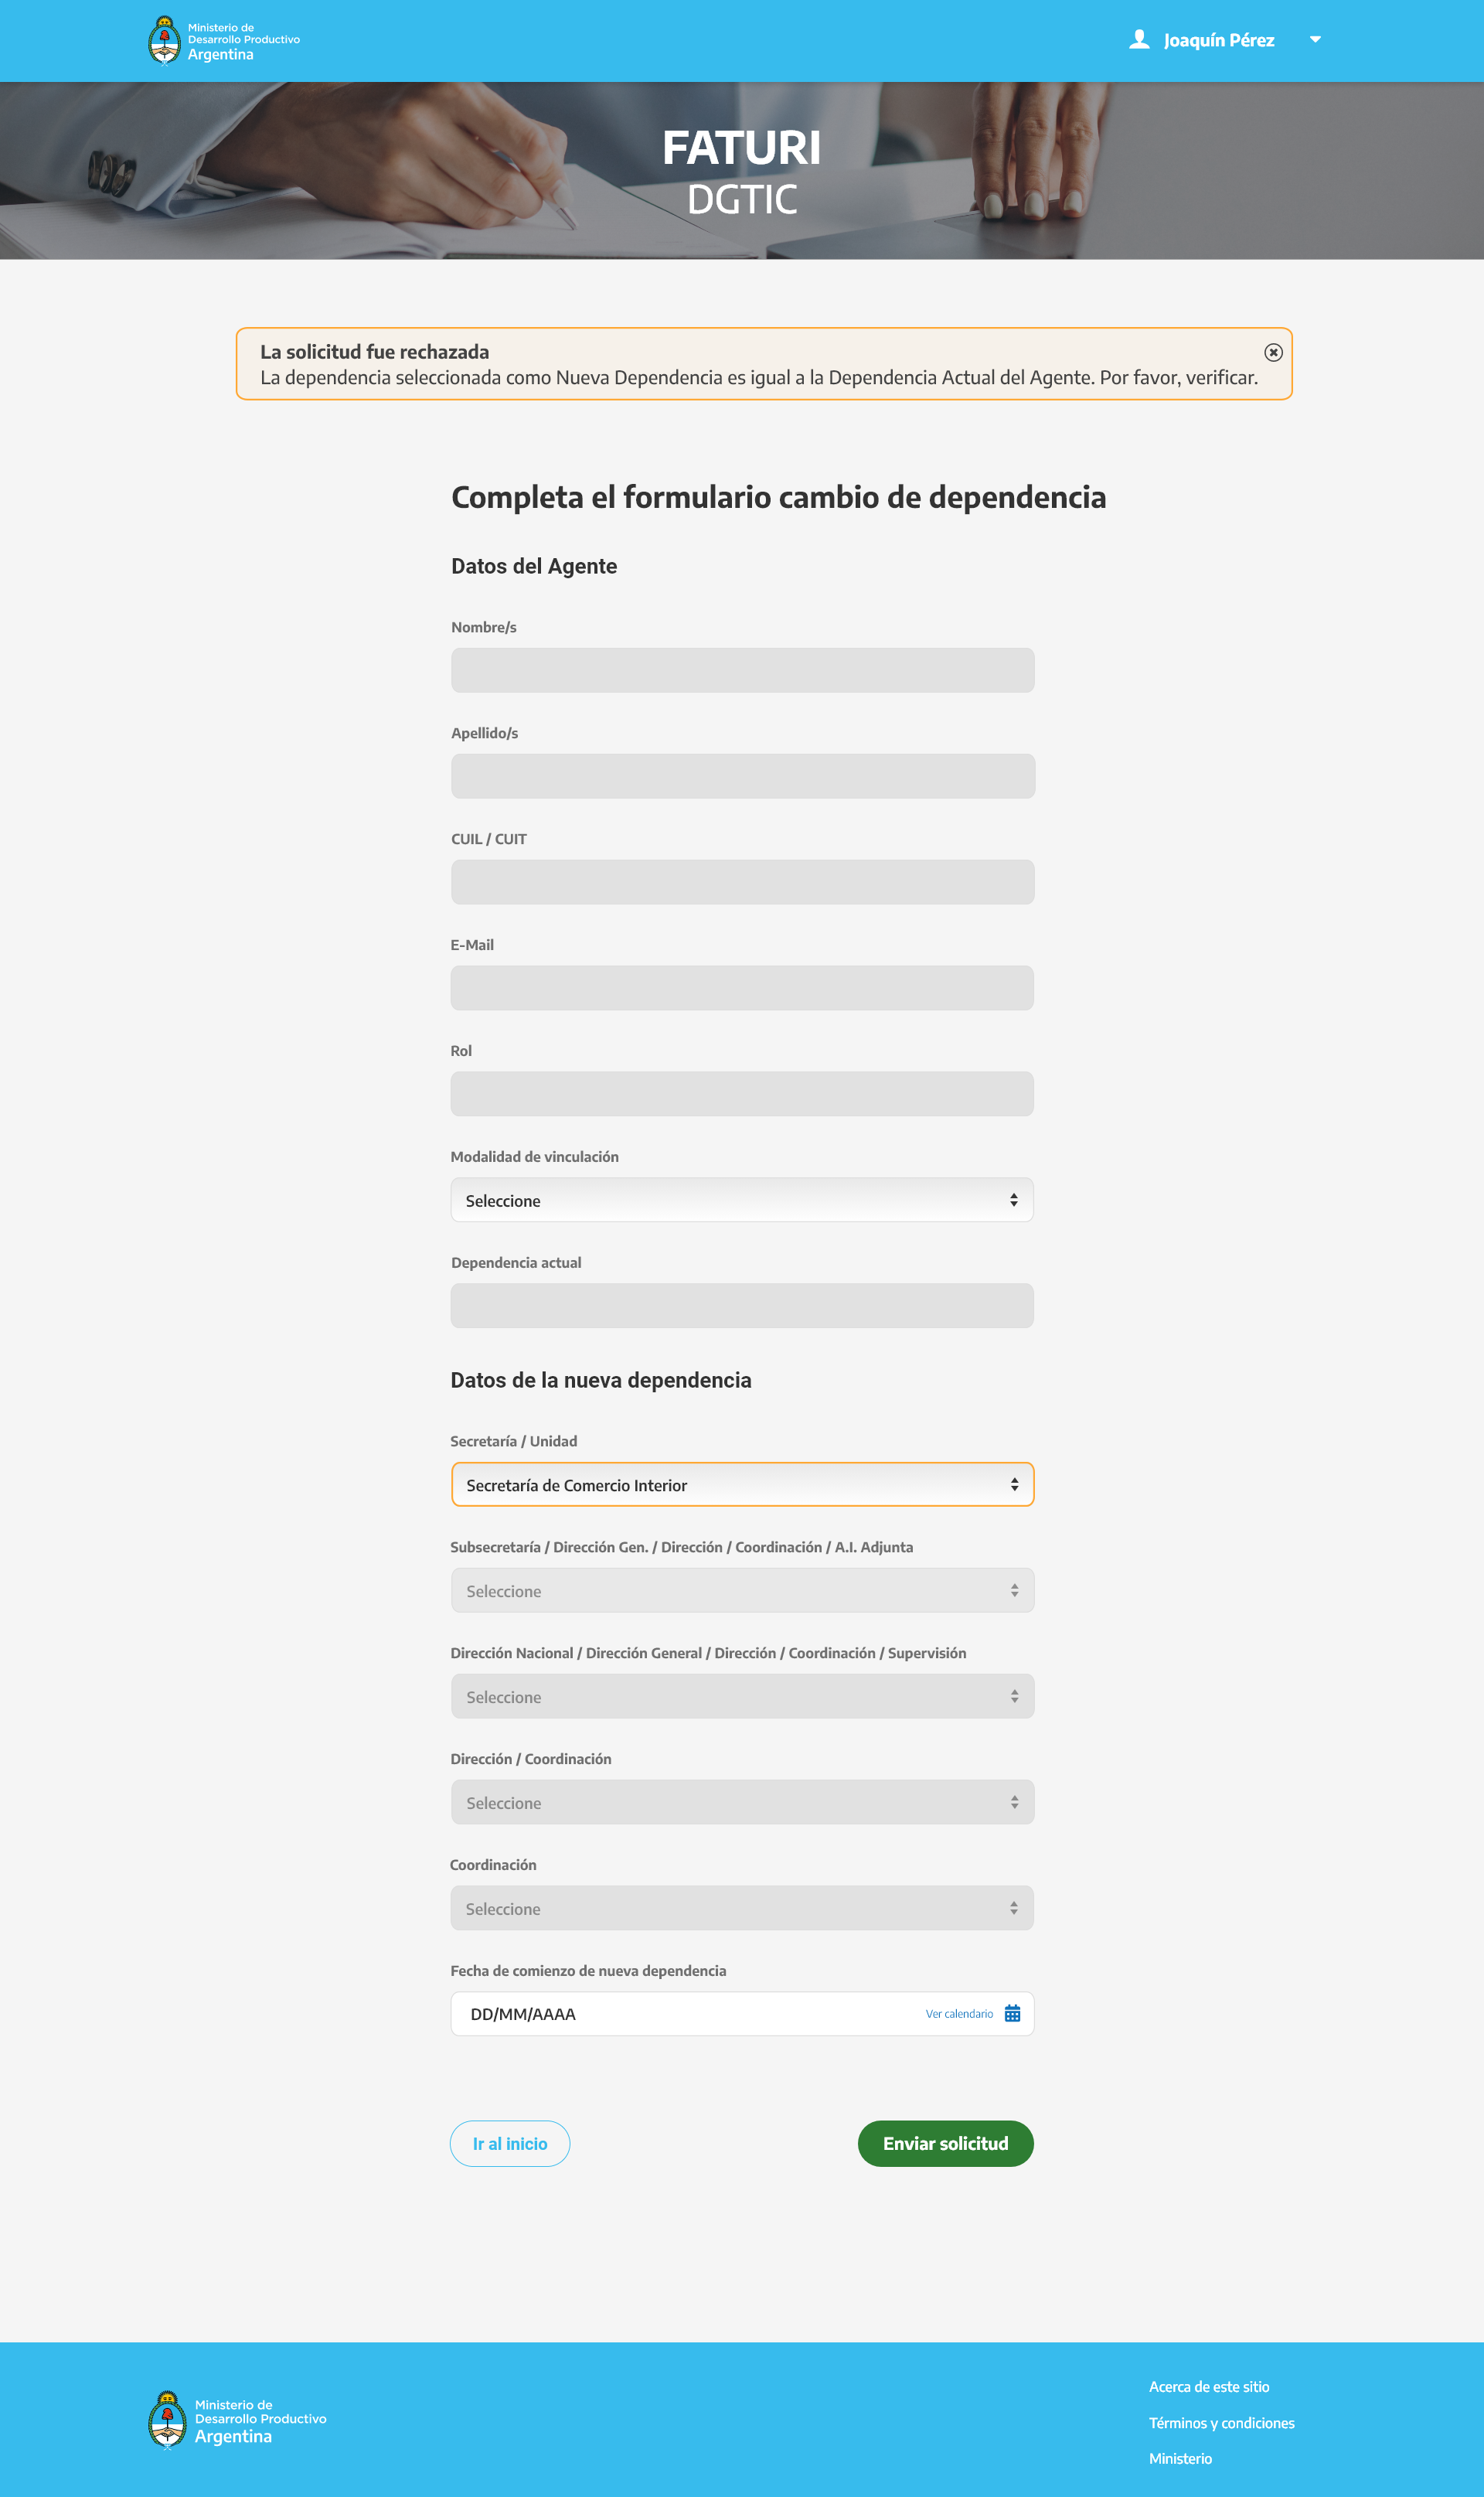 Ministerio de
Desarrollo Productivo
Argentina
Joaquín Pérez
FATURI
DGTIC
La solicitud fue rechazada
La dependencia seleccionada como Nueva Dependencia es igual a la Dependencia Actual del Agente. Por favor, verificar.
Completa el formulario cambio de dependencia
Datos del Agente
Nombre/s
Apellido/s
CUIL / CUIT
E-Mail
Rol
Modalidad de vinculación
Seleccione
Dependencia actual
Datos de la nueva dependencia
Secretaría / Unidad
Secretaría de Comercio Interior
Subsecretaría / Dirección Gen. / Dirección / Coordinación / A.I. Adjunta
Seleccione
Dirección Nacional / Dirección General / Dirección / Coordinación / Supervisión
Seleccione
Dirección / Coordinación
Seleccione
Coordinación
Seleccione
Fecha de comienzo de nueva dependencia
DD/MM/AAAA
Ver calendario
Ir al inicio
Enviar solicitud
Ministerio de
Desarrollo Productivo
Argentina
Acerca de este sitio
Términos y condiciones
Ministerio